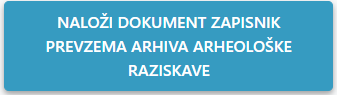 NALOŽI DOKUMENT ZAPISNIK
PREVZEMA ARHIVA ARHEOLOŠKE
RAZISKAVE